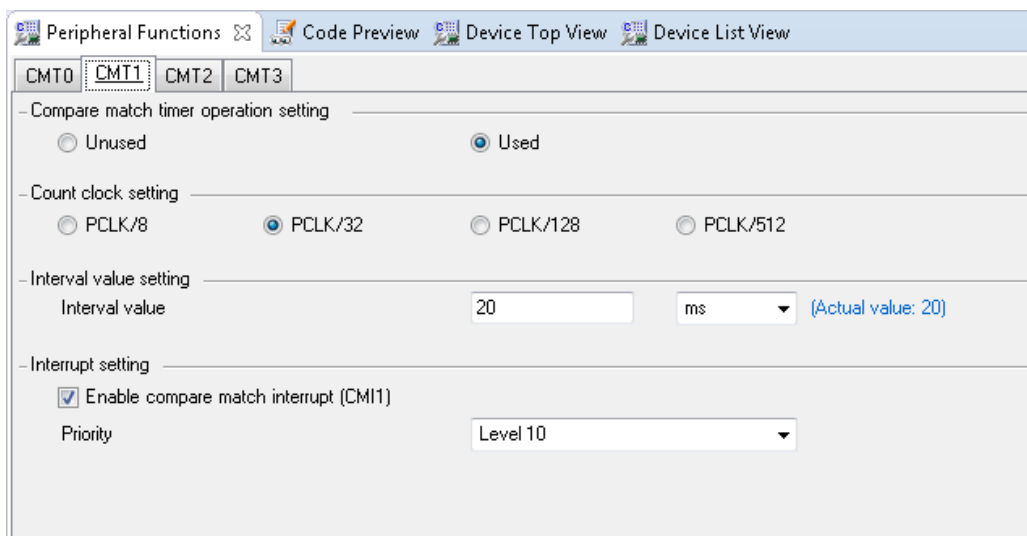 Peripheral Functions Code Preview Device Top View Device List View
CMT0 CMT1 CMT2 CMT3
Compare match timer operation setting
Unused Used
Count clock setting
PCLK/8 PCLK/32 PCLK/128 PCLK/512
Interval value setting
Interval value 20 ms (Actual value: 20)
Interrupt setting
Enable compare match interrupt (CMI1)
Priority Level 10